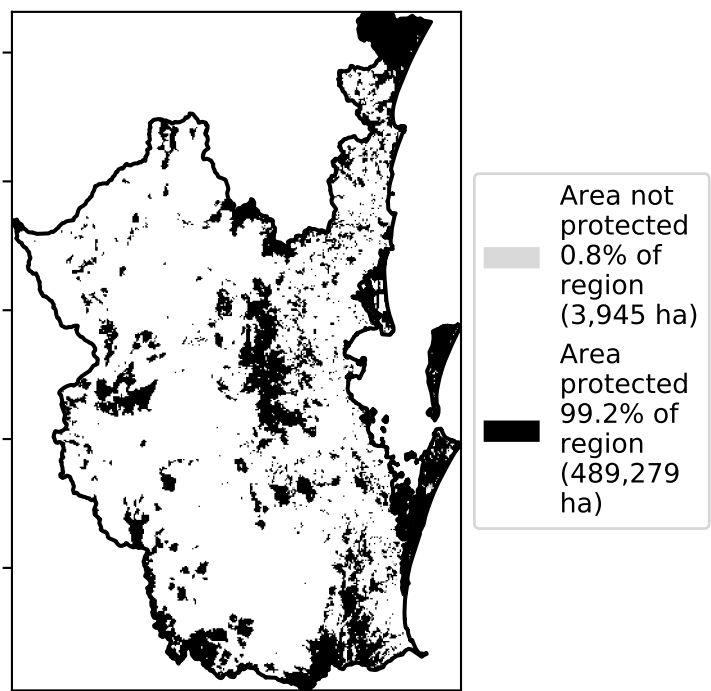 Area not
protected
0.8% of
region
(3,945 ha)
Area
protected
99.2% of
region
(489,279
ha)